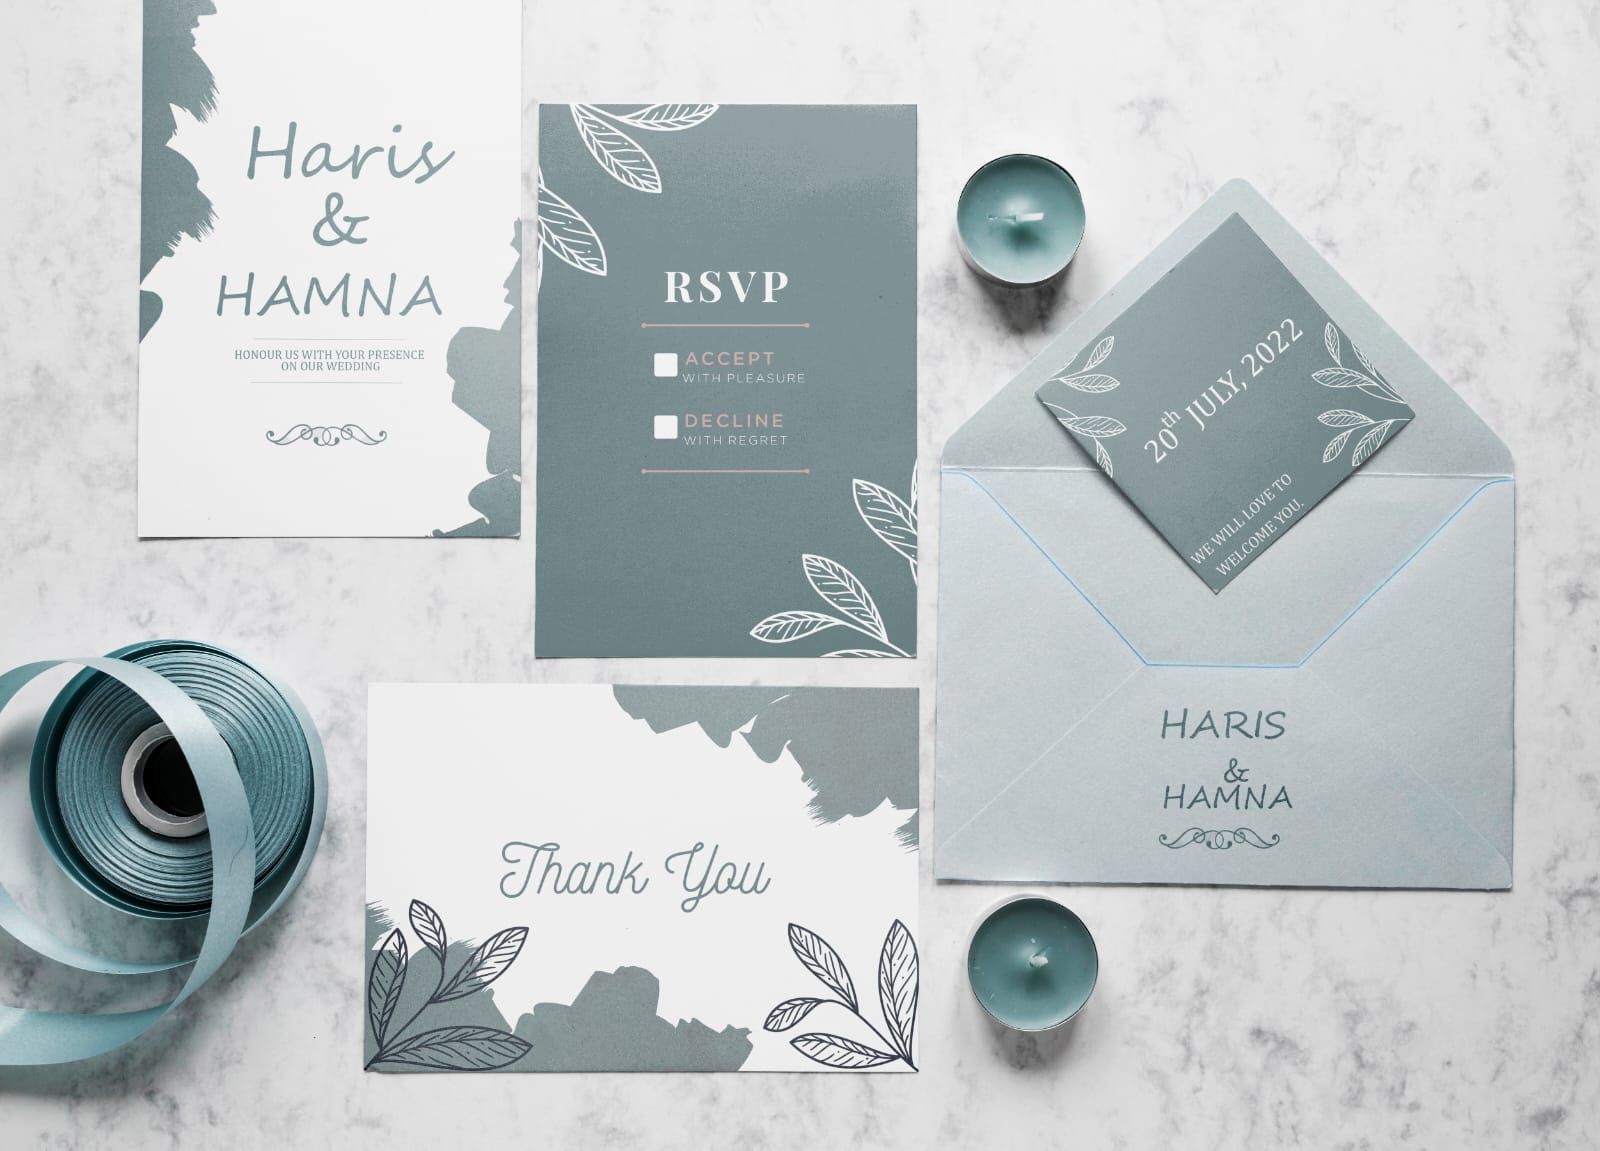 Haris
&
HAMNA
HONOUR US WITH YOUR PRESENCE
ON OUR WEDDING
RSVP
ACCEPT
WITH PLEASURE
DECLINE
WITH REGRET
20th JULY, 2022
WE WILL LOVE TO
WELCOME YOU.
HARIS
&
HAMNA
Thank You